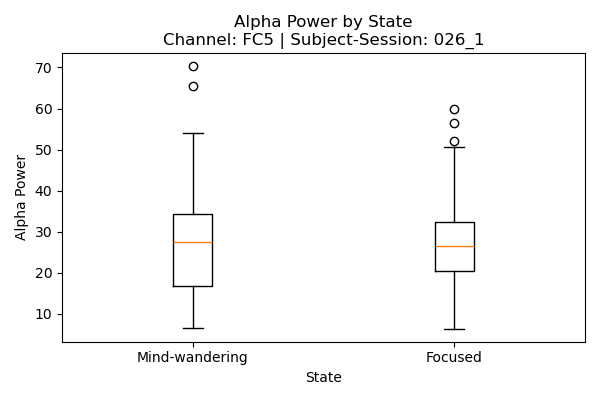 Alpha Power by State
Channel: FC5 | Subject-Session: 026_1
70
60
50
40
30
20
10
Alpha Power
Mind-wandering
Focused
State